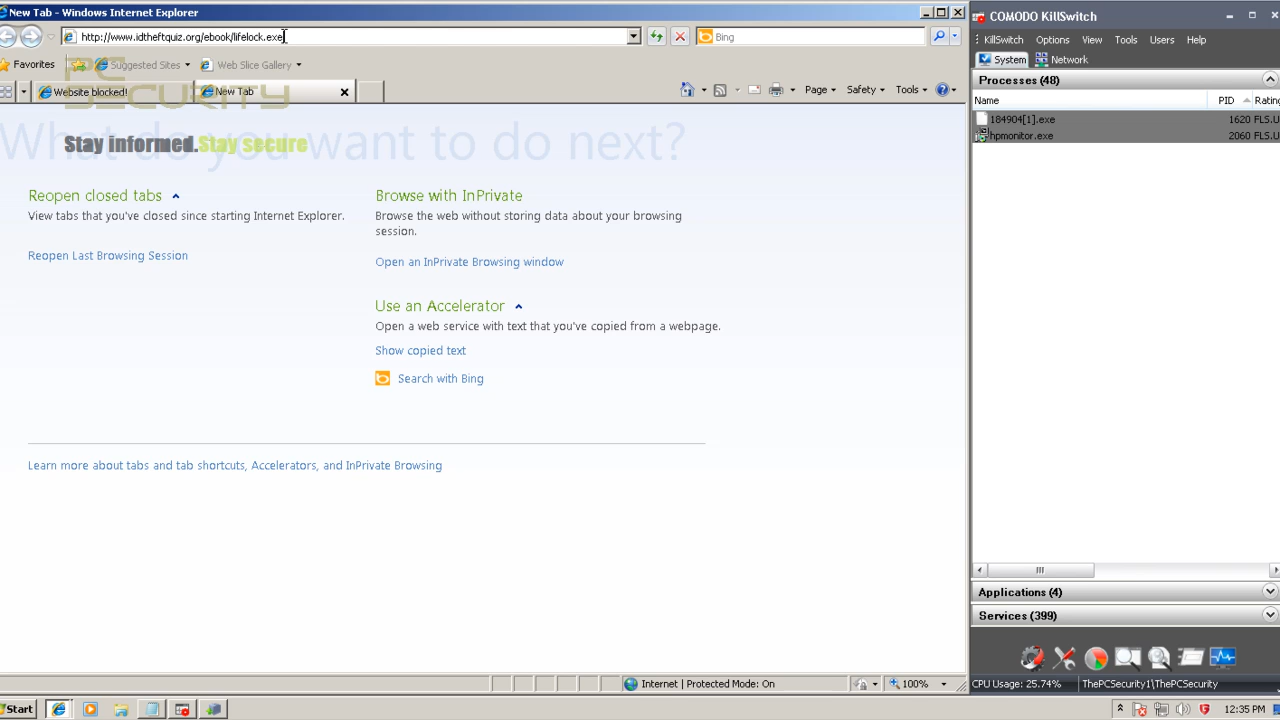 New Tab - Windows Internet Explorer
http://www.idtheftquiz.org/ebook/lifelock.exe
Bing
Favorites
Suggested Sites
Web Slice Gallery
PC
SECURITY
Website blocked!
New Tab
Page
Safety
Tools
What do you want to do next?
Stay informed.Stay secure
Reopen closed tabs
View tabs that you've closed since starting Internet Explorer.
Reopen Last Browsing Session
Browse with InPrivate
Browse the web without storing data about your browsing
session.
Open an InPrivate Browsing window
Use an Accelerator
Open a web service with text that you've copied from a webpage.
Show copied text
Search with Bing
Learn more about tabs and tab shortcuts, Accelerators, and InPrivate Browsing
Internet | Protected Mode: On
100%
COMODO KillSwitch
KillSwitch Options View Tools Users Help
System Network
Processes (48)
Name PID Rating
184904[1].exe 1620 FLS.U
hpmonitor.exe 2060 FLS.U
Applications (4)
Services (399)
CPU Usage: 25.74% ThePCSecurity1\ThePCSecurity
Start
12:35 PM